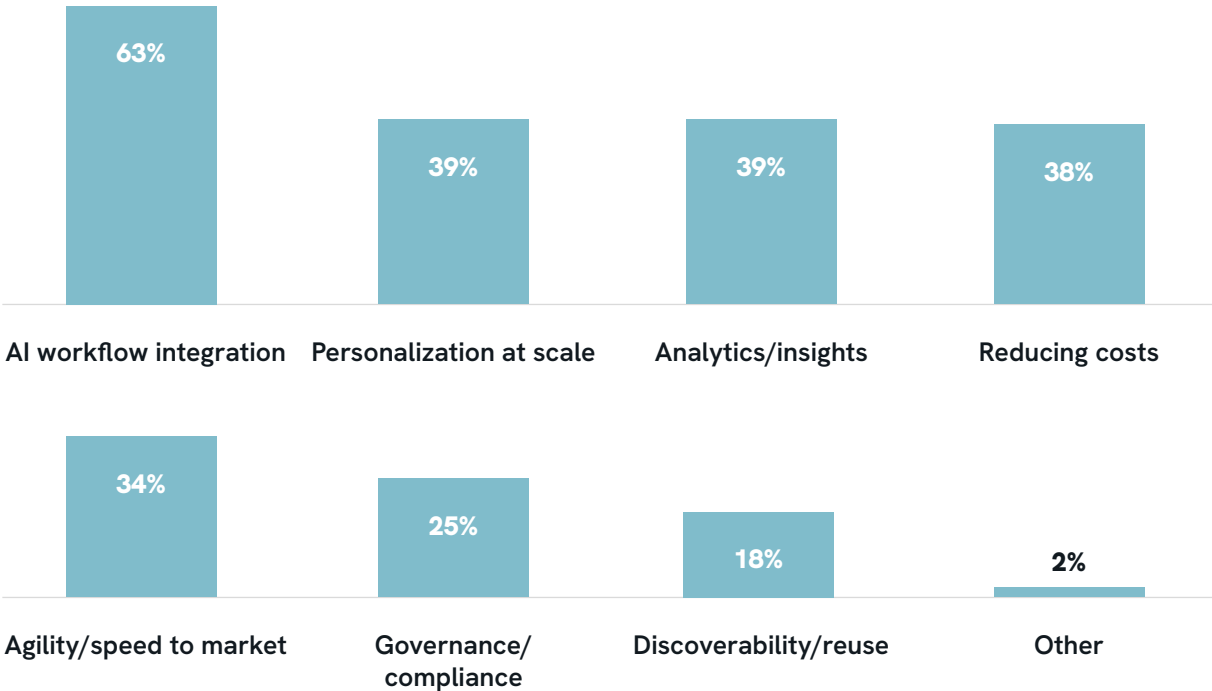 63%
39%
39%
38%
AI workflow integration
Personalization at scale
Analytics/insights
Reducing costs
34%
25%
18%
2%
Agility/speed to market
Governance/
compliance
Discoverability/reuse
Other